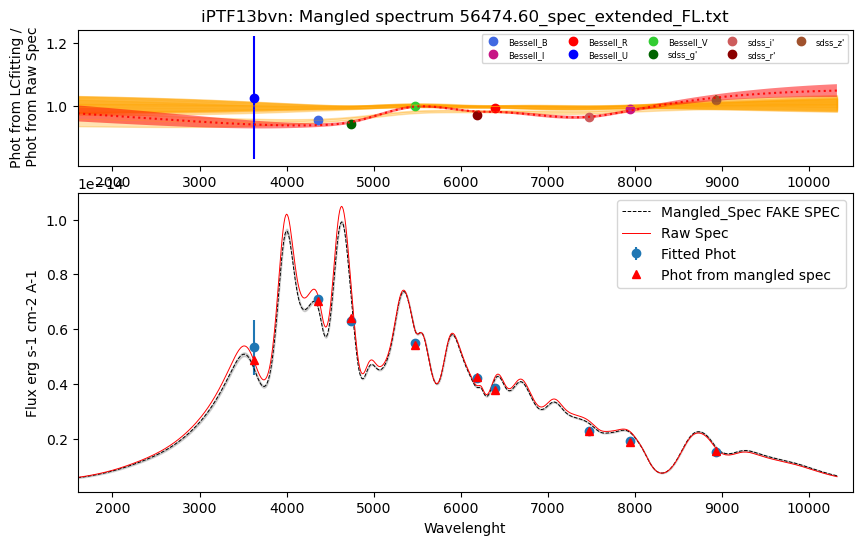 iPTF13bvn: Mangled spectrum 56474.60_spec_extended_FL.txt
Phot from LCfitting /
Phot from Raw Spec
1.2
1.0
Bessell_B
Bessell_I
Bessell_R
Bessell_U
Bessell_V
sdss_g'
sdss_i'
sdss_r'
sdss_z'
2000 3000 4000 5000 6000 7000 8000 9000 10000
1e−14
Flux erg s-1 cm-2 A-1
1.0
0.8
0.6
0.4
0.2
Mangled_Spec FAKE SPEC
Raw Spec
Fitted Phot
Phot from mangled spec
2000 3000 4000 5000 6000 7000 8000 9000 10000
Wavelenght